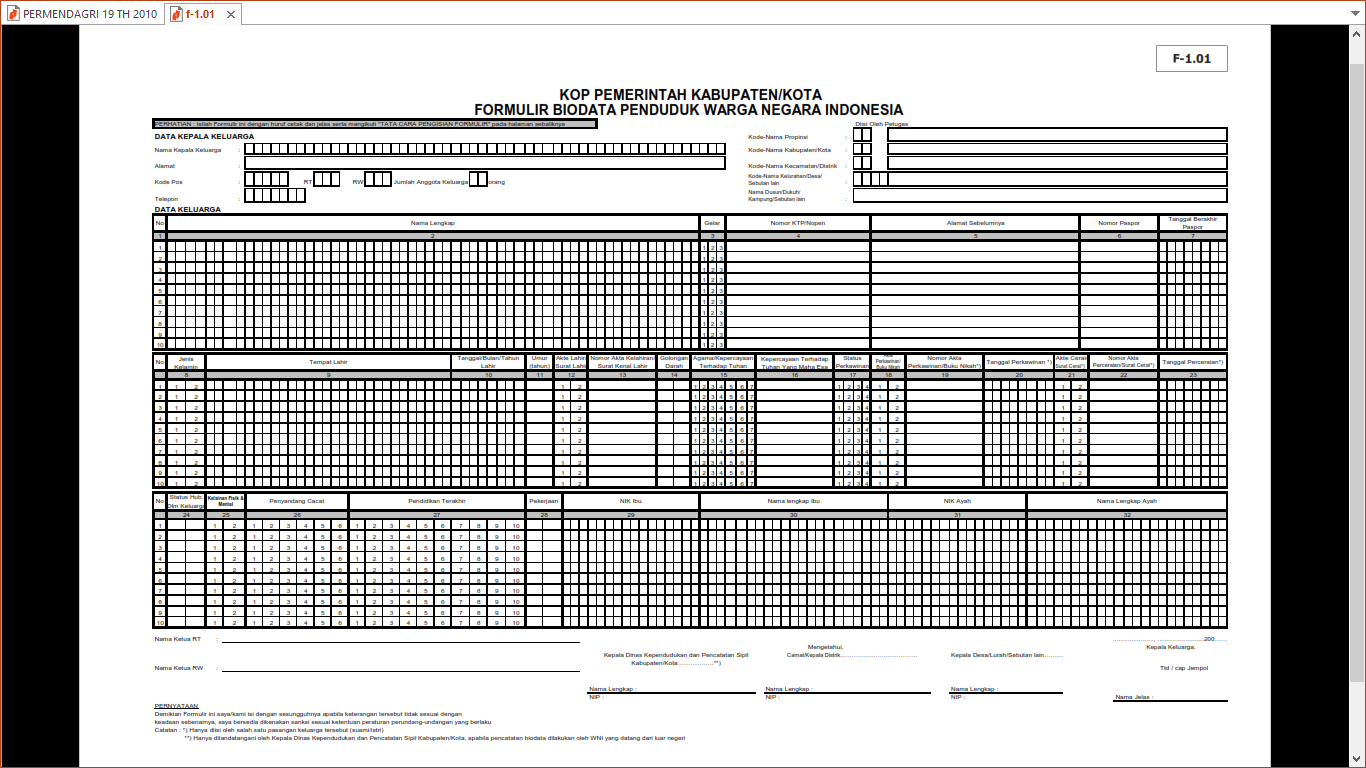 PERMENDAGRI 19 TH 2010 f-1.01
F-1.01
KOP PEMERINTAH KABUPATEN/KOTA
FORMULIR BIODATA PENDUDUK WARGA NEGARA INDONESIA
PERHATIAN : Isilah Formulir ini dengan huruf cetak dan jelas serta mengikuti "TATA CARA PENGISIAN FORMULIR" pada halaman sebaliknya
Diisi Oleh Petugas
DATA KEPALA KELUARGA
Nama Kepala Keluarga :
Alamat :
Kode Pos : RT RW Jumlah Anggota Keluarga orang
Telepon :
Kode-Nama Propinsi :
Kode-Nama Kabupaten/Kota :
Kode-Nama Kecamatan/Distrik :
Kode-Nama Kelurahan/Desa/
Sebutan lain :
Nama Dusun/Dukuh/
Kampung/Sebutan lain :
DATA KELUARGA
No Nama Lengkap Gelar Nomor KTP/Nopen Alamat Sebelumnya Nomor Paspor Tanggal Berakhir Paspor
1 2 3 4 5 6 7
1 1 2 3
2 1 2 3
3 1 2 3
4 1 2 3
5 1 2 3
6 1 2 3
7 1 2 3
8 1 2 3
9 1 2 3
10 1 2 3
No Jenis Kelamin Tempat Lahir Tanggal/Bulan/Tahun Lahir Umur (tahun) Akte Lahir/ Surat Lahir Nomor Akta Kelahiran/ Surat Kenal Lahir Golongan Darah Agama/Kepercayaan Terhadap Tuhan Kepercayaan Terhadap Tuhan Yang Maha Esa Status Perkawinan Perkawinan/ Buku Nikah Nomor Akta Perkawinan/Buku Nikah*) Tanggal Perkawinan *) Akte Cerai Surat Cerai*) Nomor Akta Perceraian/Surat Cerai*) Tanggal Perceraian*)
8 9 10 11 12 13 14 15 16 17 18 19 20 21 22 23
1 1 2 1 2 1 2 3 4 5 6 7 1 2 3 4 1 2 1 2
2 1 2 1 2 1 2 3 4 5 6 7 1 2 3 4 1 2 1 2
3 1 2 1 2 1 2 3 4 5 6 7 1 2 3 4 1 2 1 2
4 1 2 1 2 1 2 3 4 5 6 7 1 2 3 4 1 2 1 2
5 1 2 1 2 1 2 3 4 5 6 7 1 2 3 4 1 2 1 2
6 1 2 1 2 1 2 3 4 5 6 7 1 2 3 4 1 2 1 2
7 1 2 1 2 1 2 3 4 5 6 7 1 2 3 4 1 2 1 2
8 1 2 1 2 1 2 3 4 5 6 7 1 2 3 4 1 2 1 2
9 1 2 1 2 1 2 3 4 5 6 7 1 2 3 4 1 2 1 2
10 1 2 1 2 1 2 3 4 5 6 7 1 2 3 4 1 2 1 2
No Status Hub. Dlm Keluarga Kelainan Fisik & Mental Penyandang Cacat Pendidikan Terakhir Pekerjaan NIK Ibu Nama lengkap Ibu NIK Ayah Nama Lengkap Ayah
24 25 26 27 28 29 30 31 32
1 1 2 1 2 3 4 5 6 1 2 3 4 5 6 7 8 9 10
2 1 2 1 2 3 4 5 6 1 2 3 4 5 6 7 8 9 10
3 1 2 1 2 3 4 5 6 1 2 3 4 5 6 7 8 9 10
4 1 2 1 2 3 4 5 6 1 2 3 4 5 6 7 8 9 10
5 1 2 1 2 3 4 5 6 1 2 3 4 5 6 7 8 9 10
6 1 2 1 2 3 4 5 6 1 2 3 4 5 6 7 8 9 10
7 1 2 1 2 3 4 5 6 1 2 3 4 5 6 7 8 9 10
8 1 2 1 2 3 4 5 6 1 2 3 4 5 6 7 8 9 10
9 1 2 1 2 3 4 5 6 1 2 3 4 5 6 7 8 9 10
10 1 2 1 2 3 4 5 6 1 2 3 4 5 6 7 8 9 10
Nama Ketua RT :
Nama Ketua RW :
Kepala Dinas Kependudukan dan Pencatatan Sipil
Kabupaten/Kota..................**)
Nama Lengkap :
NIP :
Mengetahui,
Camat/Kepala Distrik..........................................
Nama Lengkap :
NIP :
Kepala Desa/Lurah/Sebutan lain..........
Nama Lengkap :
NIP :
...................., .........................200......
Kepala Keluarga,
Ttd / cap Jempol
Nama Jelas :
PERNYATAAN
Demikian Formulir ini saya/kami isi dengan sesungguhnya apabila keterangan tersebut tidak sesuai dengan
keadaan sebenarnya, saya bersedia dikenakan sanksi sesuai ketentuan peraturan perundang-undangan yang berlaku
Catatan : *) Hanya diisi oleh salah satu pasangan keluarga tersebut (suami/istri)
**) Hanya ditandatangani oleh Kepala Dinas Kependudukan dan Pencatatan Sipil Kabupaten/Kota, apabila pencatatan biodata dilakukan oleh WNI yang datang dari luar negeri